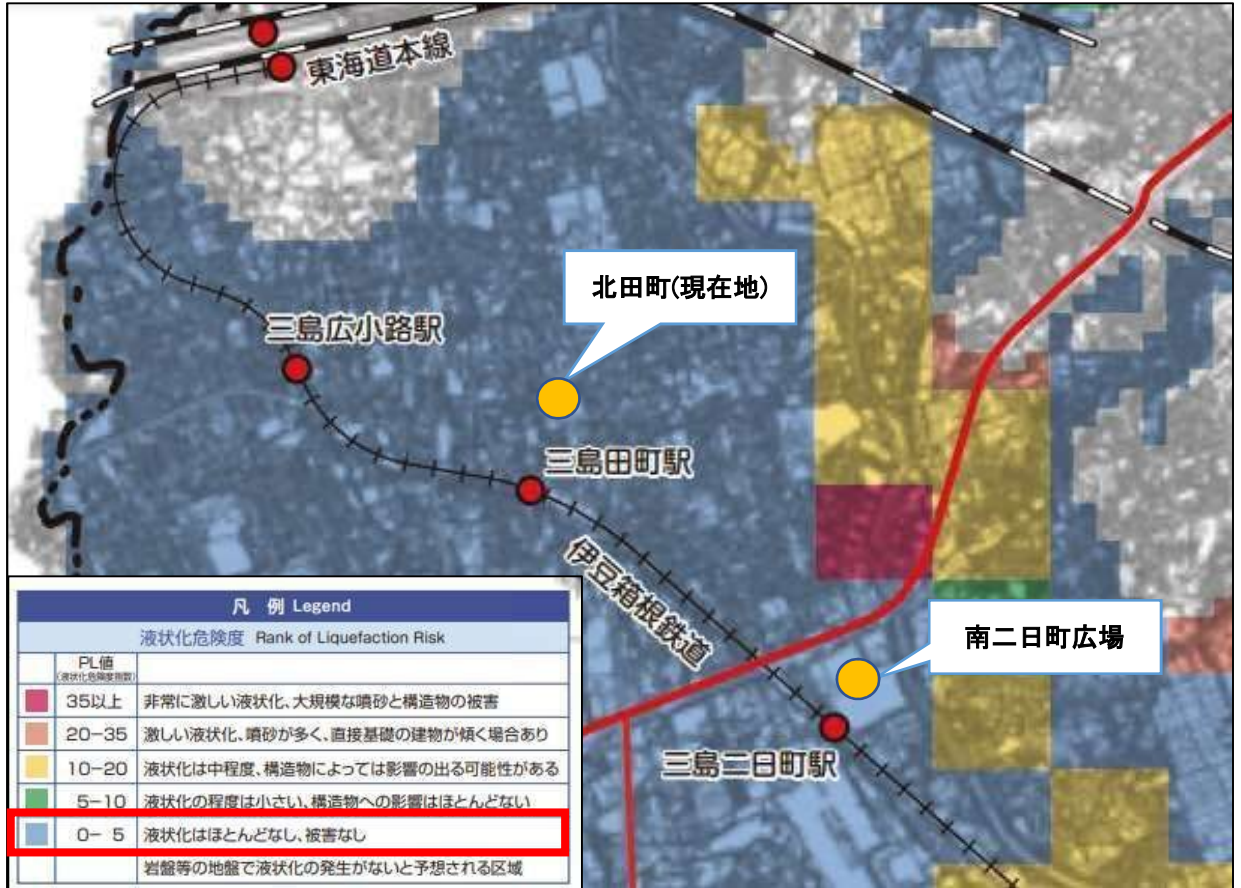 東海道本線
北田町(現在地)
三島広小路駅
三島田町駅
伊豆箱根鉄道
南二日町広場
三島二日町駅
凡 例 Legend
液状化危険度 Rank of Liquefaction Risk
PL値
(液状化危険度指数)
35以上 非常に激しい液状化、大規模な噴砂と構造物の被害
20-35 激しい液状化、噴砂が多く、直接基礎の建物が傾く場合あり
10-20 液状化は中程度、構造物によっては影響の出る可能性がある
5-10 液状化の程度は小さい、構造物への影響はほとんどない
0- 5 液状化はほとんどなし、被害なし
岩盤等の地盤で液状化の発生がないと予想される区域